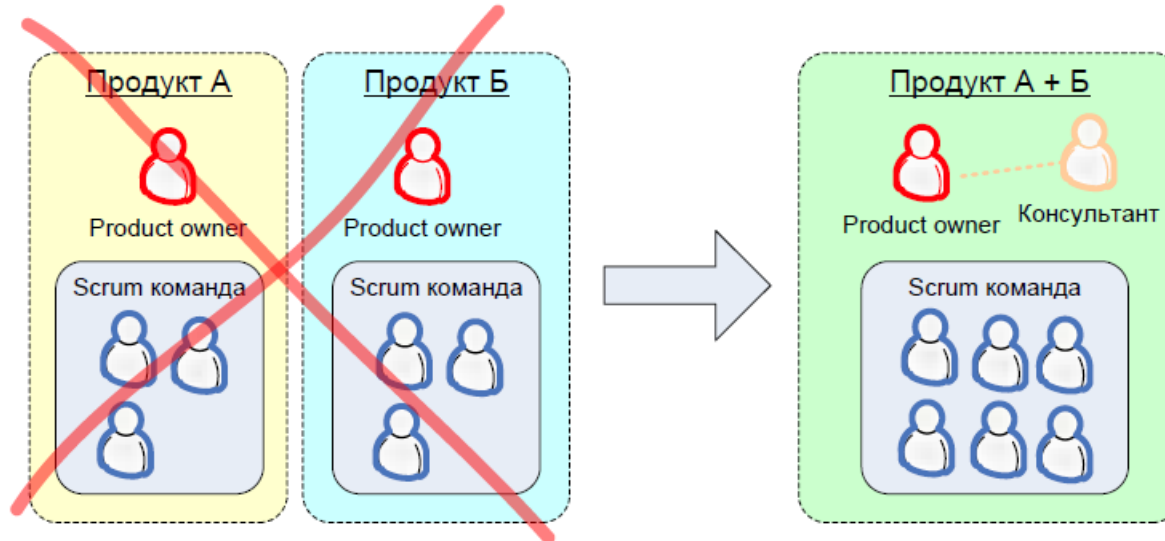 Продукт А
Product owner
Scrum команда
Продукт Б
Product owner
Scrum команда
Продукт А + Б
Product owner
Консультант
Scrum команда